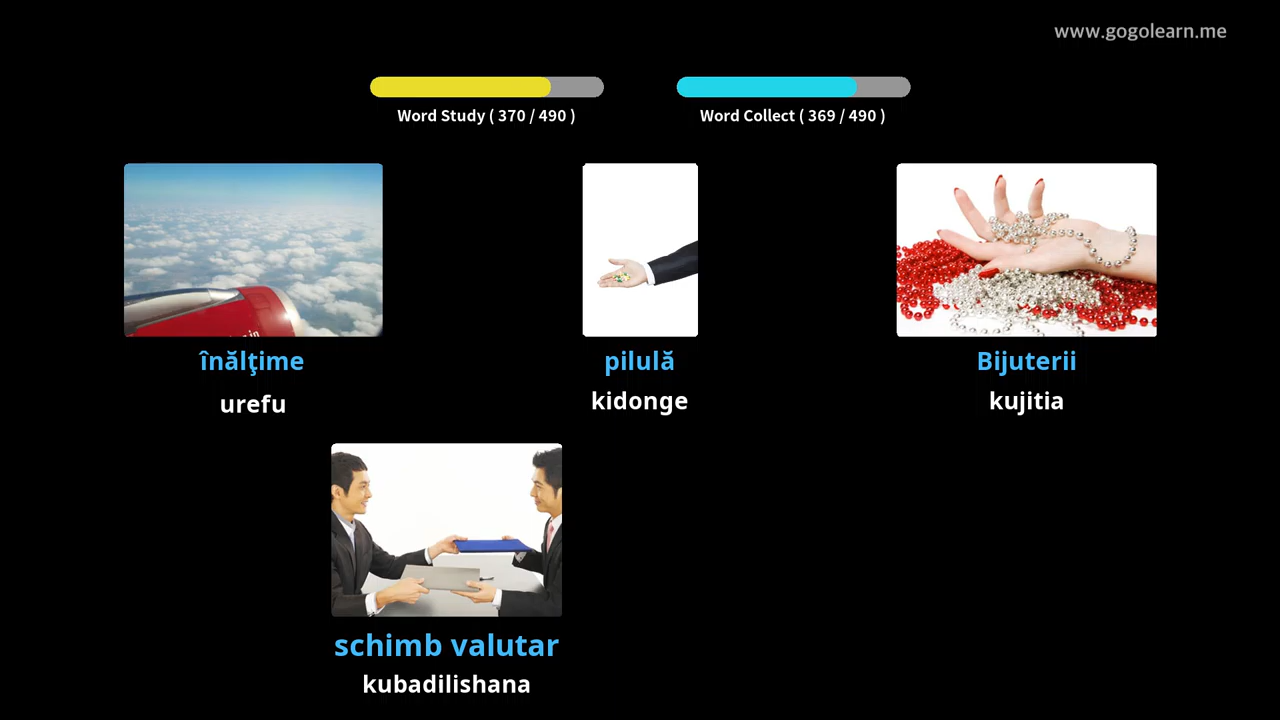 www.gogolearn.me
Word Study ( 370 / 490 )
Word Collect ( 369 / 490 )
înălţime
urefu
pilulă
kidonge
Bijuterii
kujitia
schimb valutar
kubadilishana